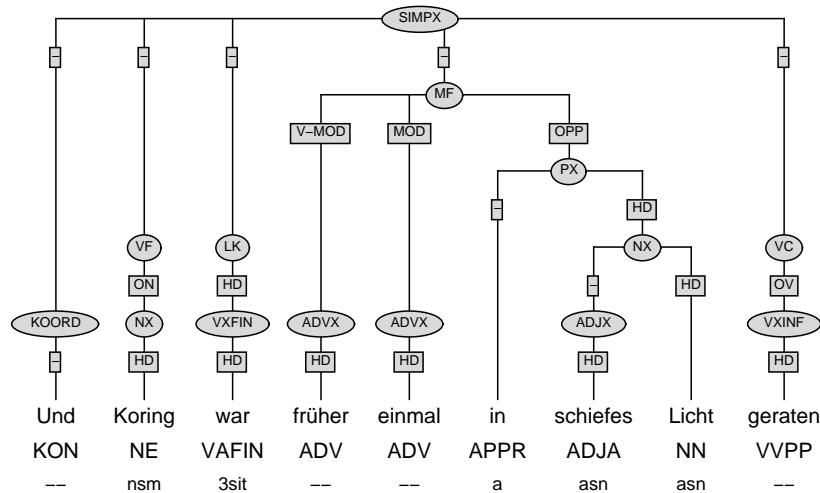 SIMPX
– – – – –
MF
V–MOD MOD OPP
PX
– HD
VF LK NX VC
ON HD – HD OV
KOORD NX VXFIN ADVX ADVX ADJX VXINF
– HD HD HD HD HD HD
Und Koring war früher einmal in schiefes Licht geraten
KON NE VAFIN ADV ADV APPR ADJA NN VVPP
–– nsm 3sit –– –– a asn asn ––